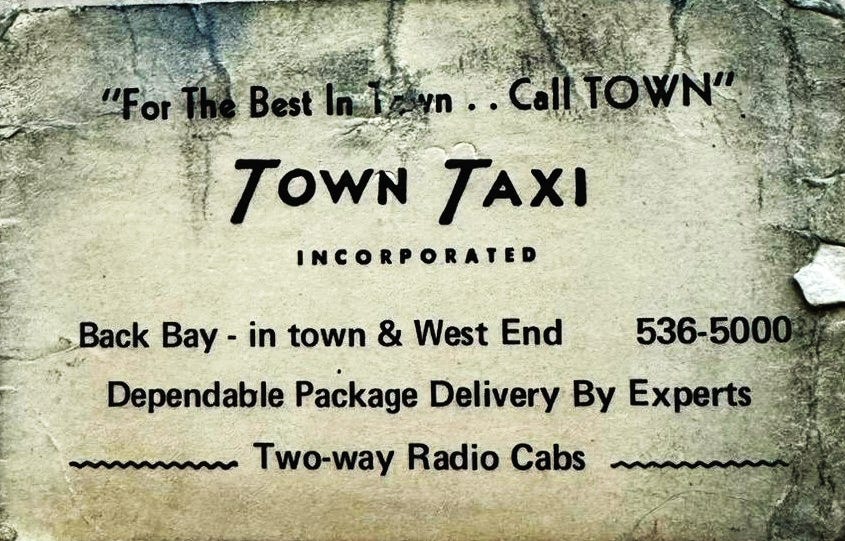 "For The Best In Town . . Call TOWN"
TOWN TAXI
INCORPORATED
Back Bay - in town & West End 536-5000
Dependable Package Delivery By Experts
Two-way Radio Cabs